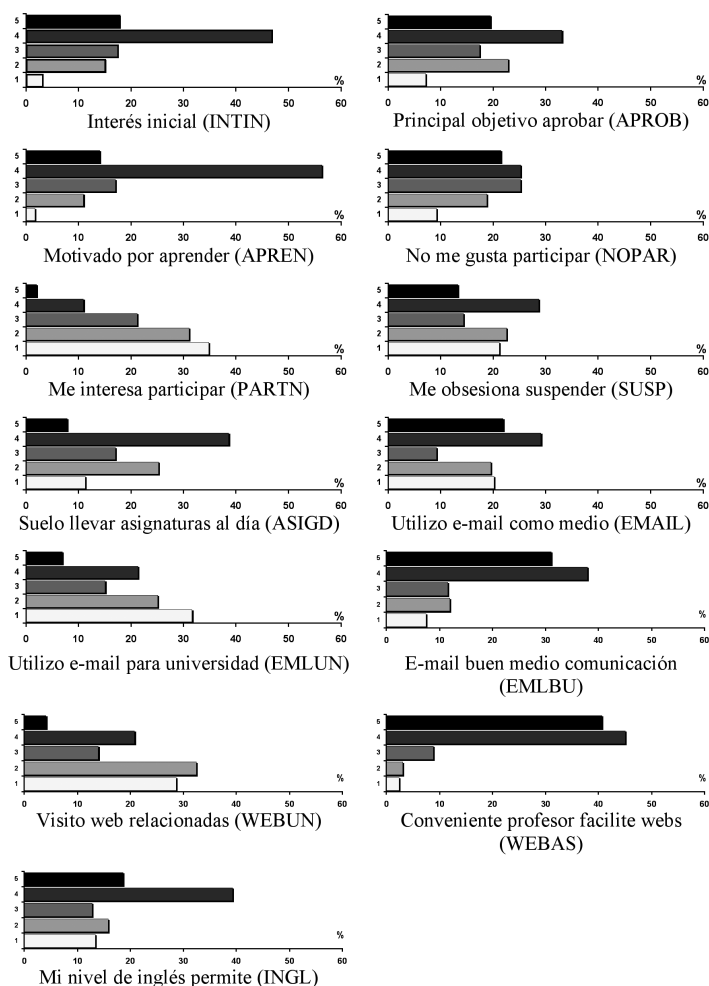 5
4
3
2
1
%
0 10 20 30 40 50 60
Interés inicial (INTIN)
5
4
3
2
1
%
0 10 20 30 40 50 60
Principal objetivo aprobar (APROB)
5
4
3
2
1
%
0 10 20 30 40 50 60
Motivado por aprender (APREN)
5
4
3
2
1
%
0 10 20 30 40 50 60
No me gusta participar (NOPAR)
5
4
3
2
1
%
0 10 20 30 40 50 60
Me interesa participar (PARTN)
5
4
3
2
1
%
0 10 20 30 40 50 60
Me obsesiona suspender (SUSP)
5
4
3
2
1
%
0 10 20 30 40 50 60
Suelo llevar asignaturas al día (ASIGD)
5
4
3
2
1
%
0 10 20 30 40 50 60
Utilizo e-mail como medio (EMAIL)
5
4
3
2
1
%
0 10 20 30 40 50 60
Utilizo e-mail para universidad (EMLUN)
5
4
3
2
1
%
0 10 20 30 40 50 60
E-mail buen medio comunicación
(EMLBU)
5
4
3
2
1
%
0 10 20 30 40 50 60
Visito web relacionadas (WEBUN)
5
4
3
2
1
%
0 10 20 30 40 50 60
Conveniente profesor facilite webs
(WEBAS)
5
4
3
2
1
%
0 10 20 30 40 50 60
Mi nivel de inglés permite (INGL)